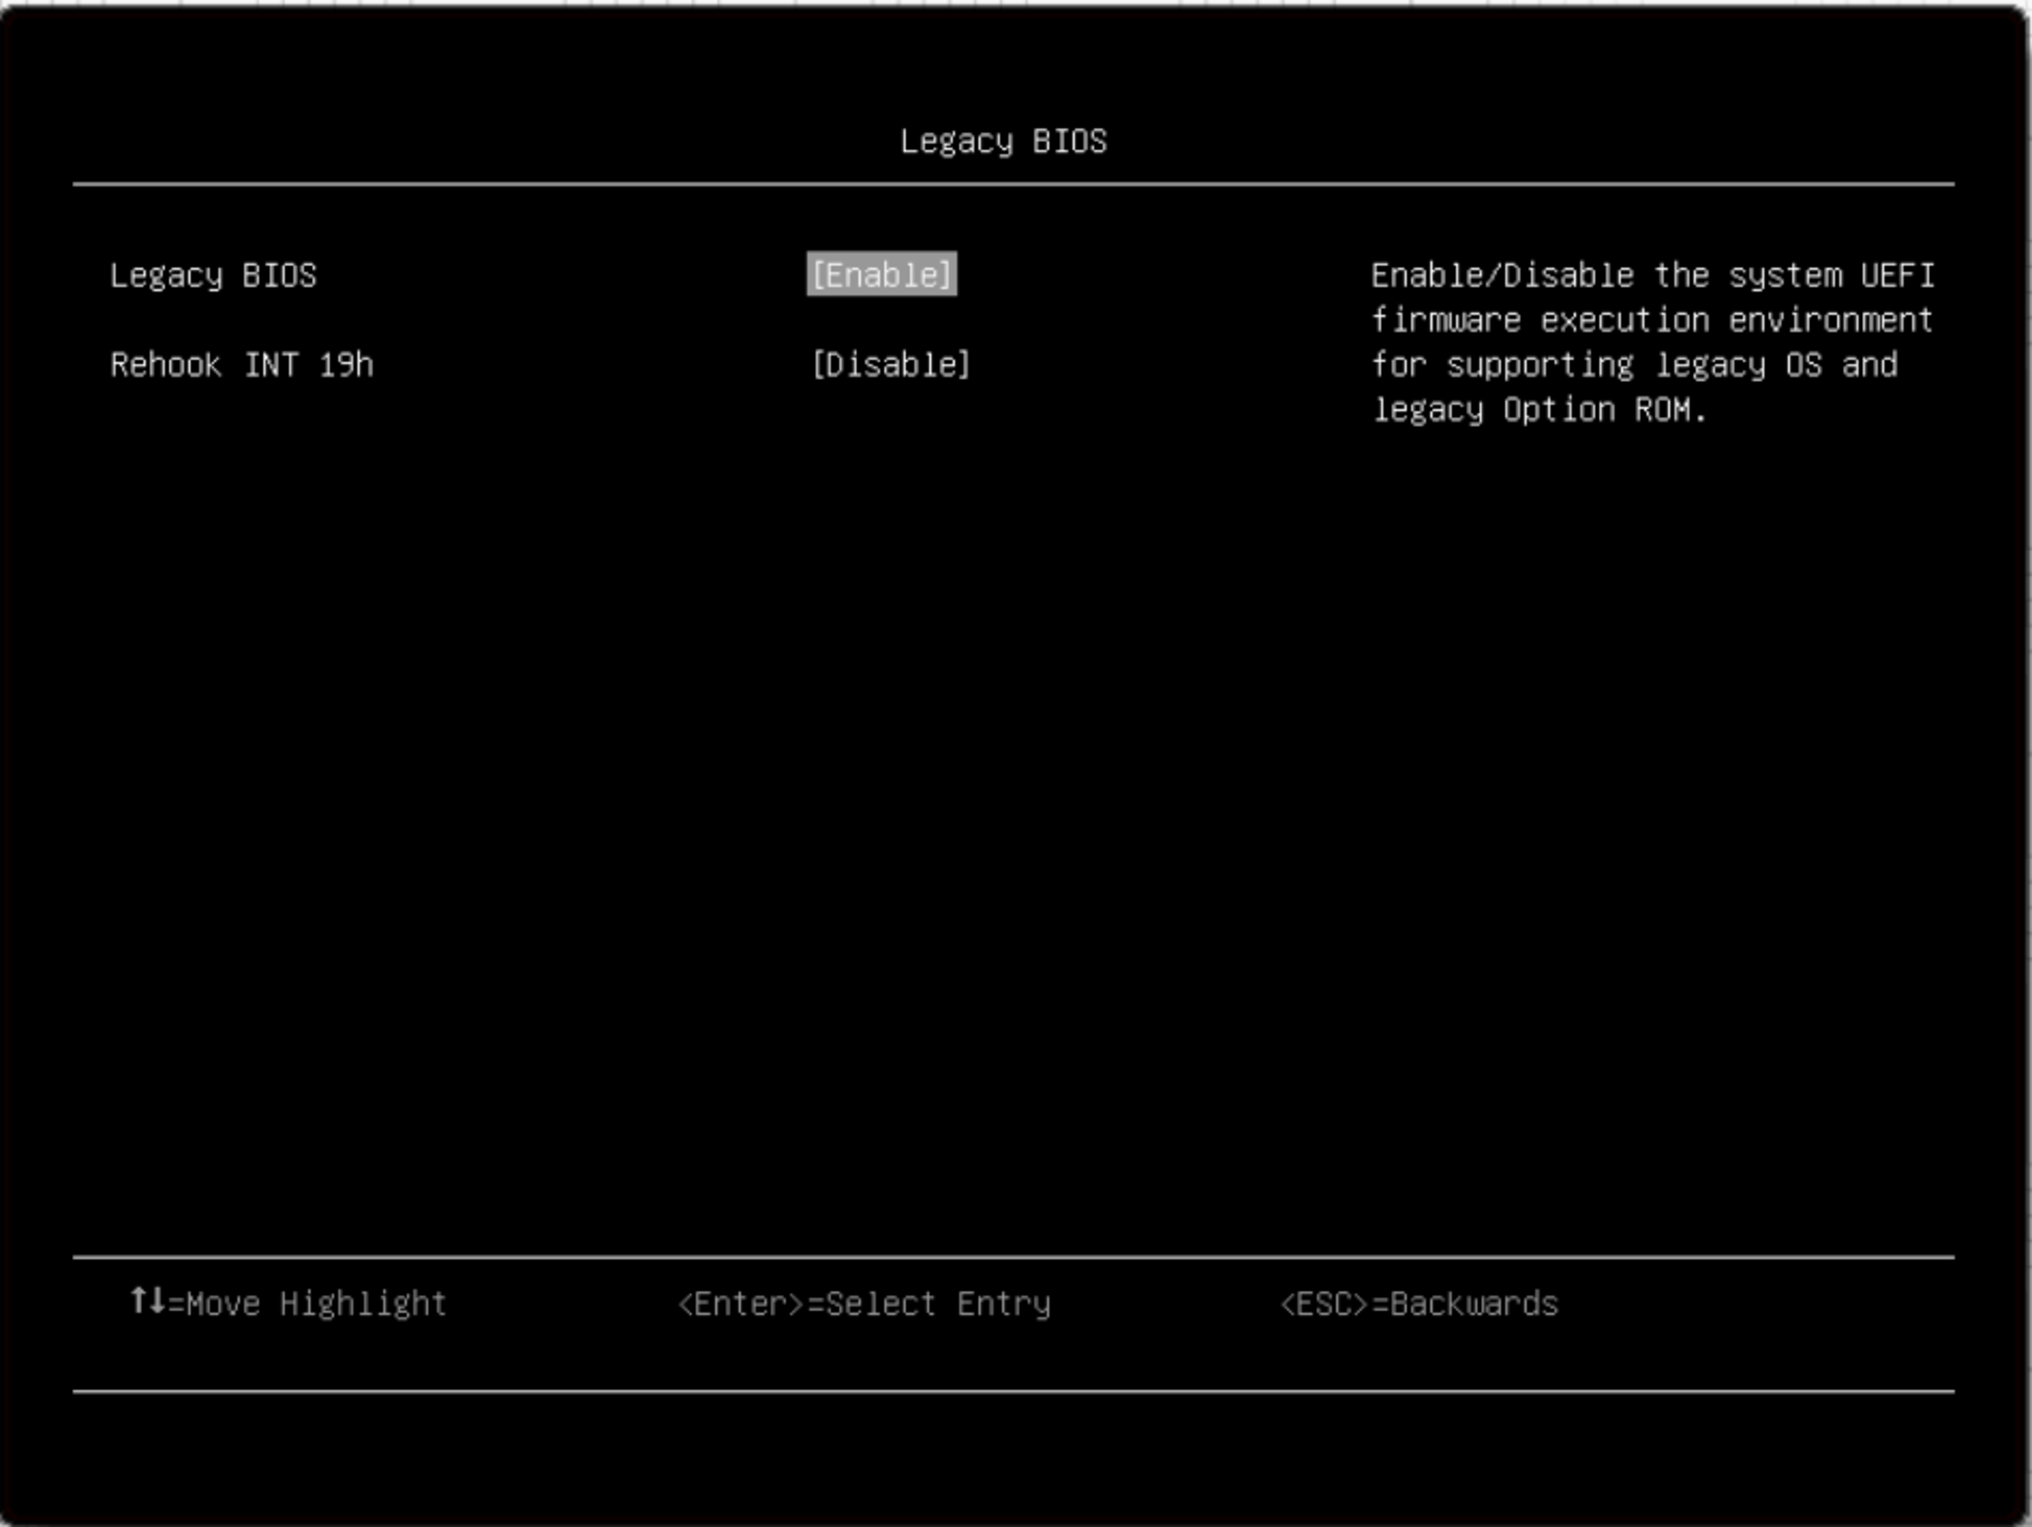 Legacy BIOS
Legacy BIOS [Enable]
Rehook INT 19h [Disable]
Enable/Disable the system UEFI
firmware execution environment
for supporting legacy OS and
legacy Option ROM.
↑↓=Move Highlight <Enter>=Select Entry <ESC>=Backwards